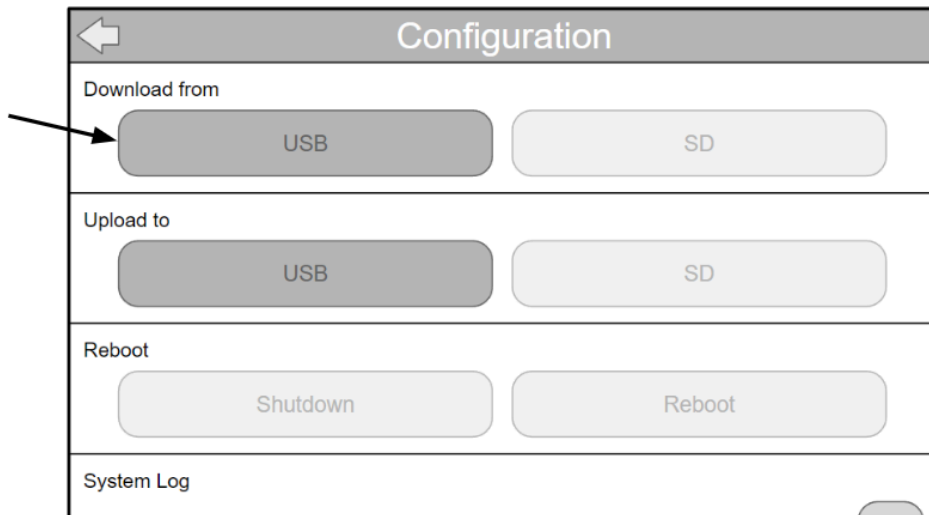 Configuration
Download from
USB SD
Upload to
USB SD
Reboot
Shutdown Reboot
System Log